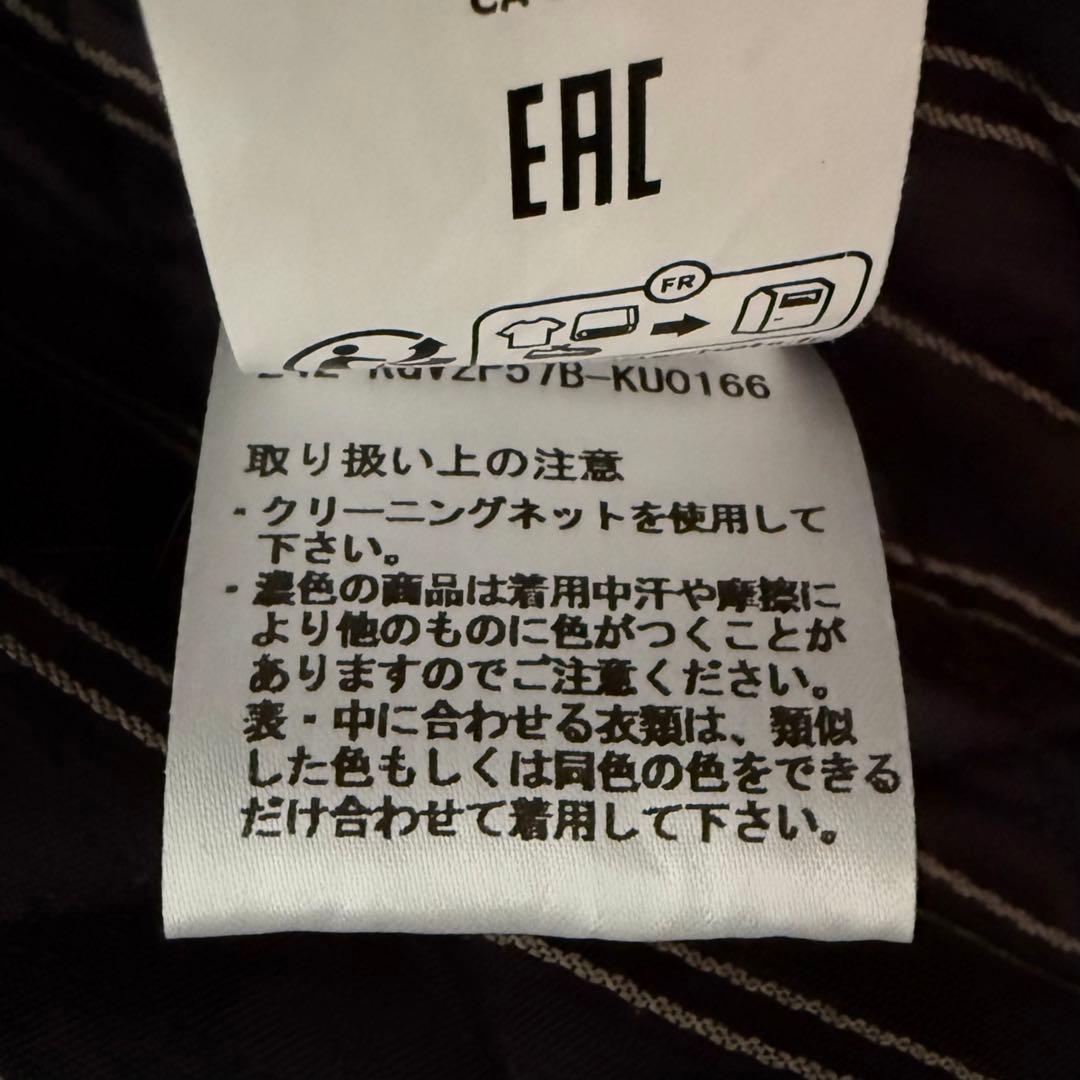 EAC
FR
KUO166
取り扱い上の注意
・クリーニングネットを使用して
下さい。
・濃色の商品は着用中汗や摩擦に
より他のものに色がつくことが
ありますのでご注意ください。
表・中に合わせる衣類は、類似
した色もしくは同色の色をできる
だけ合わせて着用して下さい。